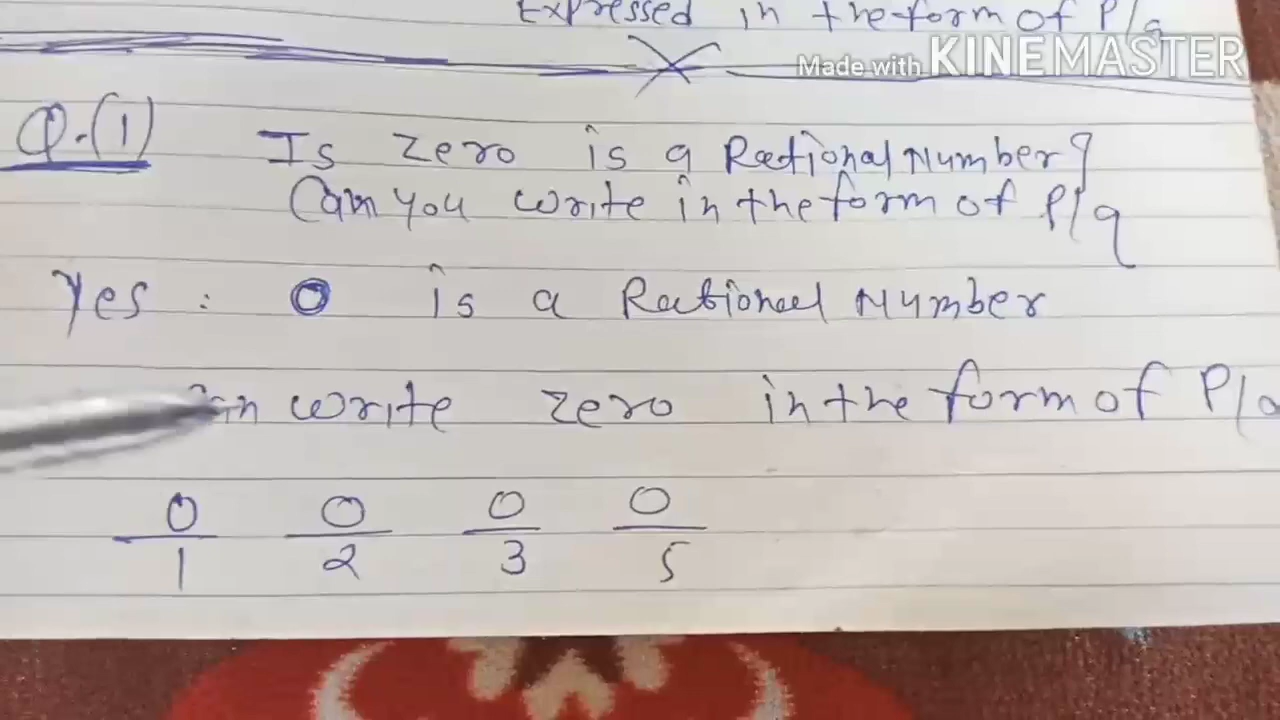 Expressed in the form of P/q
Made with KINEMASTER
Q.(1) Is Zero is a Rational Number?
Can you write in the form of P/q
Yes : 0 is a Rational Number
write zero in the form of P/q
0/1 0/2 0/3 0/5